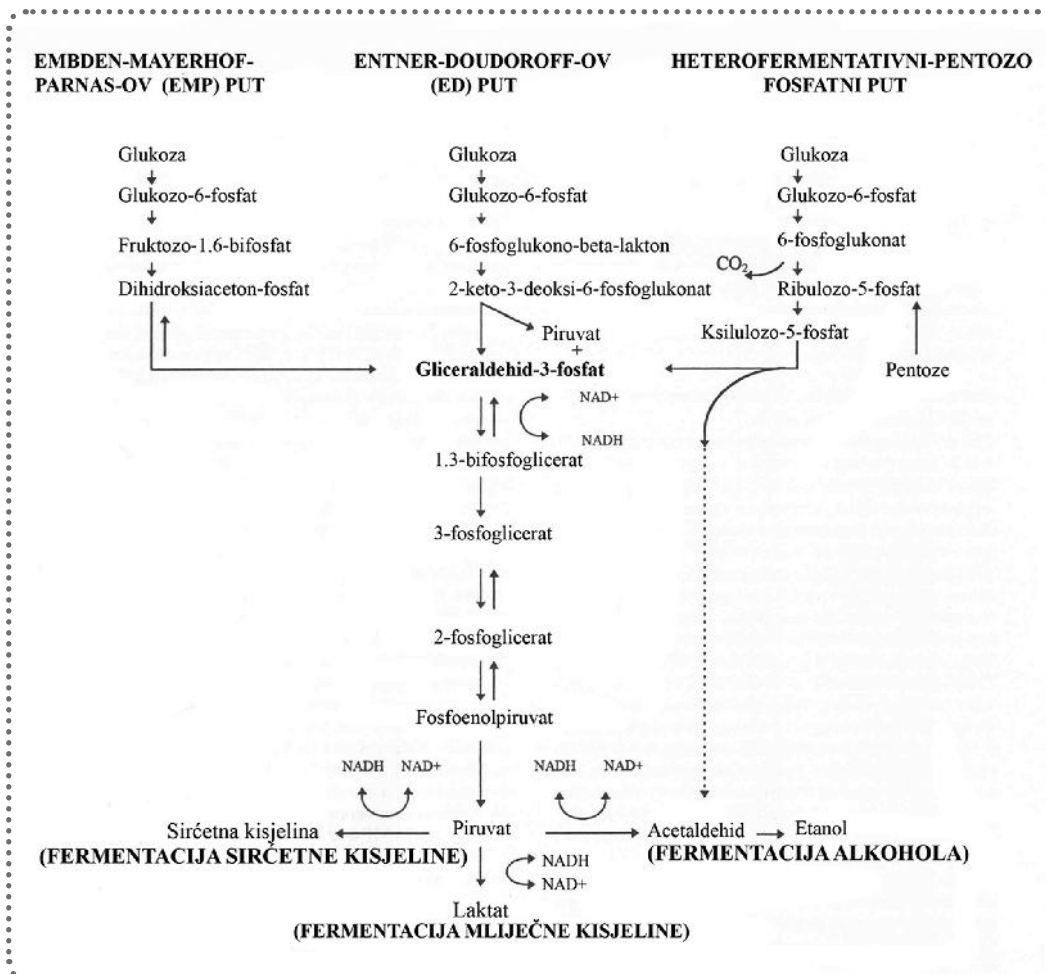 EMBDEN-MAYERHOF-
PARNAS-OV (EMP) PUT
ENTNER-DOUDOROFF-OV
(ED) PUT
HETEROFERMENTATIVNI-PENTOZO
FOSFATNI PUT
Glukoza
Glukozo-6-fosfat
Fruktozo-1.6-bifosfat
Dihidroksiaceton-fosfat
Glukoza
Glukozo-6-fosfat
6-fosfoglukono-beta-lakton
2-keto-3-deoksi-6-fosfoglukonat
Piruvat
+
Gliceraldehid-3-fosfat
Glukoza
Glukozo-6-fosfat
6-fosfoglukonat
CO₂
Ribulozo-5-fosfat
Ksilulozo-5-fosfat
Pentoze
NAD+
NADH
1.3-bifosfoglicerat
3-fosfoglicerat
2-fosfoglicerat
Fosfoenolpiruvat
NADH NAD+
NADH NAD+
Sirćetna kisjelina
(FERMENTACIJA SIRČETNE KISJELINE)
Piruvat
Acetaldehid
Etanol
(FERMENTACIJA ALKOHOLA)
NADH
NAD+
Laktat
(FERMENTACIJA MLIJEČNE KISJELINE)